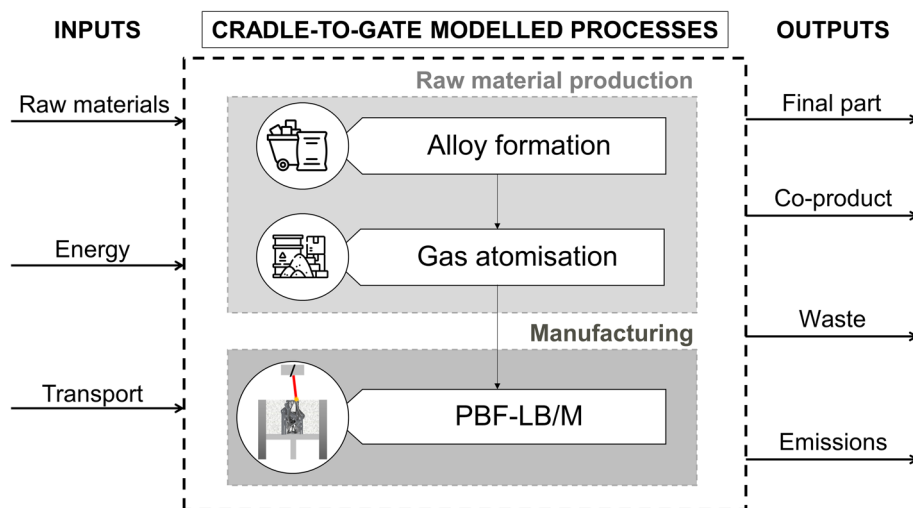 INPUTS
CRADLE-TO-GATE MODELLED PROCESSES
OUTPUTS
Raw material production
Raw materials
Final part
Alloy formation
Co-product
Energy
Gas atomisation
Waste
Manufacturing
Transport
PBF-LB/M
Emissions